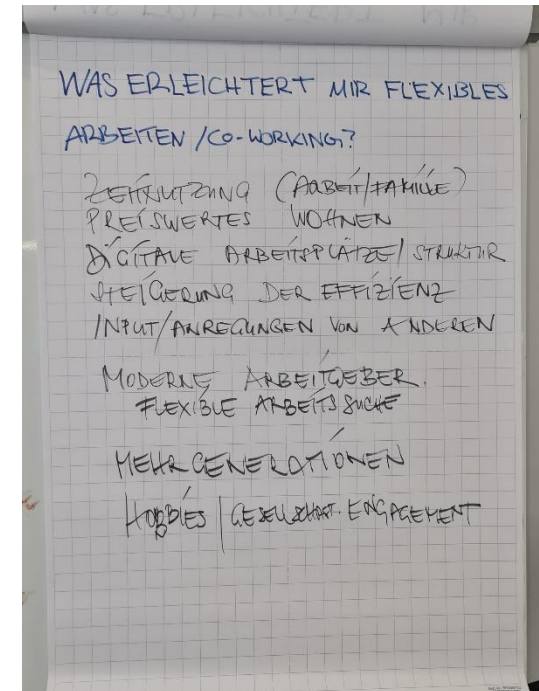 WAS ERLEICHTERT MIR FLEXIBLES
ARBEITEN / CO-WORKING?
ZEITNUTZUNG (ARBEIT/FAMILIE)
PREISWERTES WOHNEN
DIGITALE ARBEITSPLÄTZE / STRUKTUR
STEIGERUNG DER EFFIZIENZ
INPUT/ANREGUNGEN VON ANDEREN
MODERNE ARBEITGEBER.
FLEXIBLE ARBEITSSUCHE
MEHRGENERATIONEN
HOBBIES / GESELLSCHAFT. ENGAGEMENT